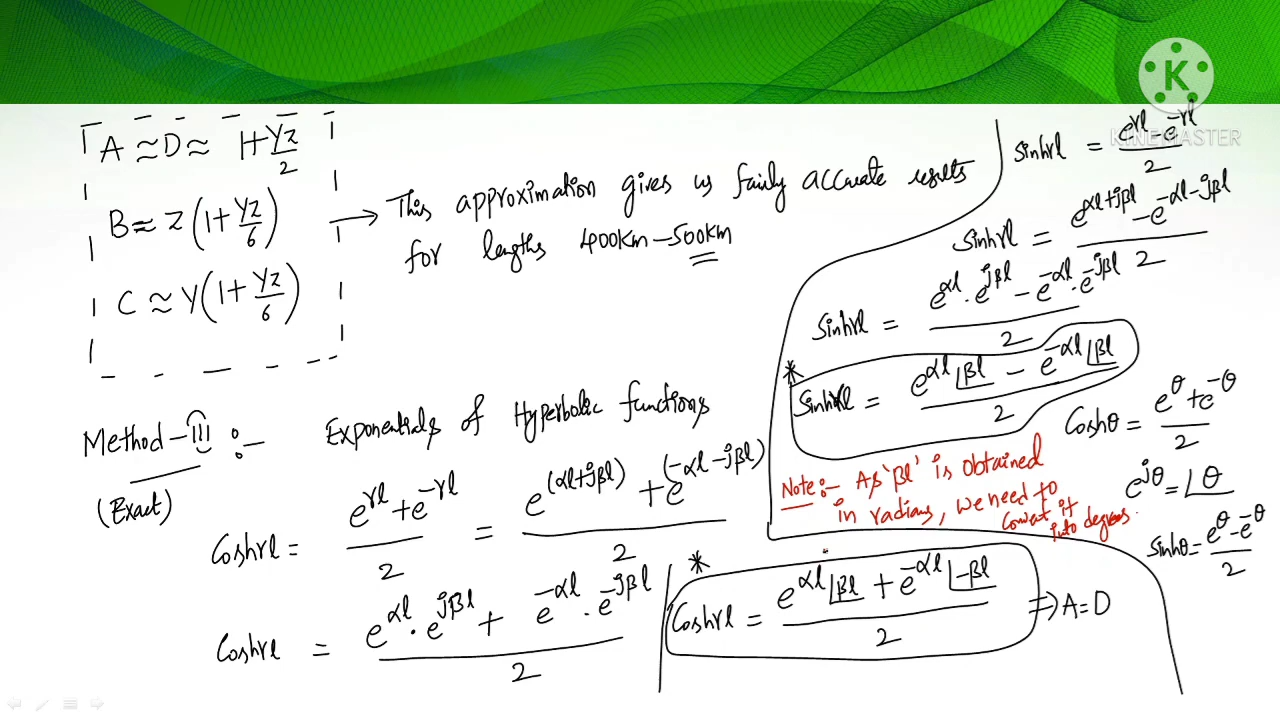 A ≈ D ≈ 1+YZ/2
B ≈ Z(1+YZ/6)
C ≈ Y(1+YZ/6)
→ This approximation gives us fairly accurate results
for lengths 400Km–500Km
Method–III :–
(Exact)
Exponentials of Hyperbolic functions
Coshγl = (e^γl + e^-γl)/2 = (e^(αl+jβl) + e^(-αl-jβl))/2
Coshγl = (e^αl · e^jβl + e^-αl · e^-jβl)/2
* Coshγl = (e^αl ∠βl + e^-αl ∠-βl)/2 ⇒ A=D
K
KINEMASTER
Sinhγl = (e^γl - e^-γl)/2
Sinhγl = (e^αl+jβl - e^-αl-jβl)/2
Sinhγl = (e^αl · e^jβl - e^-αl · e^-jβl)/2
* Sinhγl = (e^αl ∠βl - e^-αl ∠βl)/2
Note:- As 'βl' is obtained
in radians, we need to
convert it
into degrees.
Coshθ = (e^θ + e^-θ)/2
e^jθ = ∠θ
Sinhθ = (e^θ - e^-θ)/2